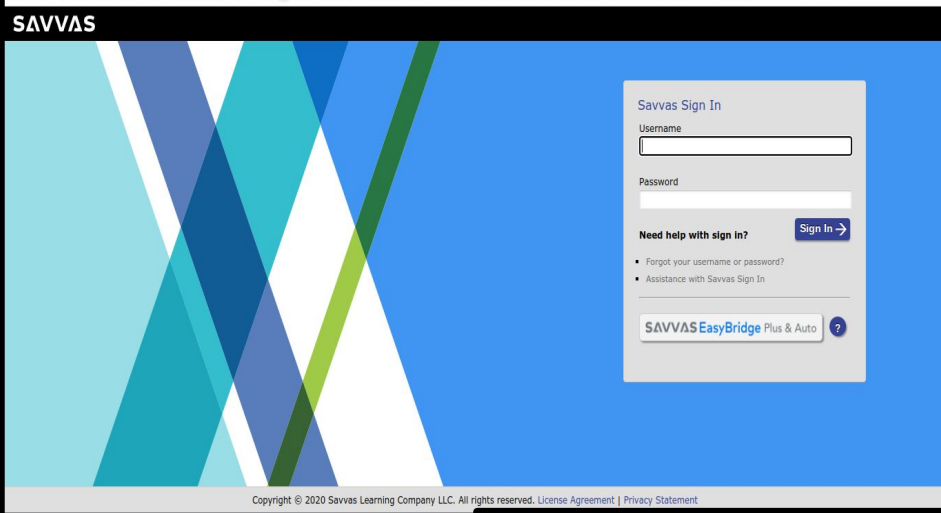 SΛVVΛS
Savvas Sign In
Username
Password
Need help with sign in?
Sign In →
Forgot your username or password?
Assistance with Savvas Sign In
SΛVVΛS EasyBridge Plus & Auto ?
Copyright © 2020 Savvas Learning Company LLC. All rights reserved. License Agreement | Privacy Statement